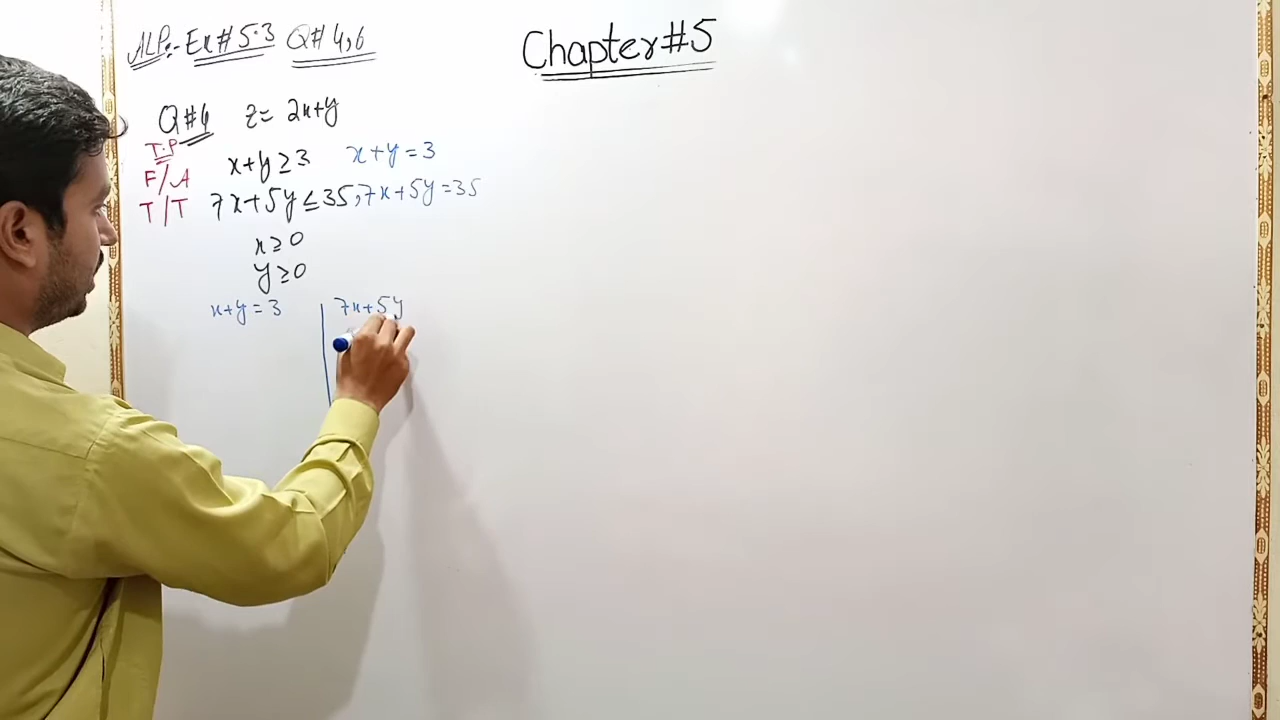 ALP:- Ex# 5.3 Q# 4,6
Chapter#5
Q#4 z= 2x+y
T.P
x+y ≥ 3 x+y = 3
F/A
7x+5y ≤ 35, 7x+5y = 35
T/T
x ≥ 0
y ≥ 0
x+y = 3 7x+5y